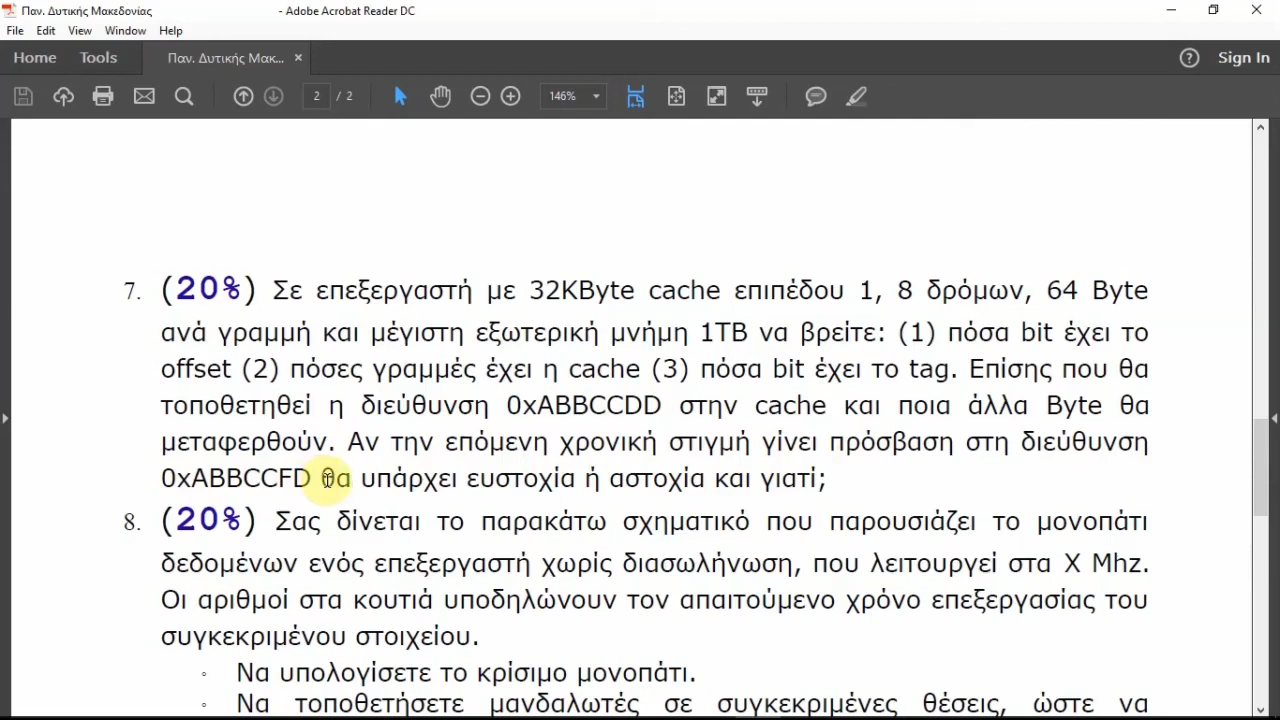 Παν. Δυτικής Μακεδονίας - Adobe Acrobat Reader DC
File Edit View Window Help
Home Tools Παν. Δυτικής Μακ... × Sign In
2 / 2 146%
7. (20%) Σε επεξεργαστή με 32KByte cache επιπέδου 1, 8 δρόμων, 64 Byte
ανά γραμμή και μέγιστη εξωτερική μνήμη 1TB να βρείτε: (1) πόσα bit έχει το
offset (2) πόσες γραμμές έχει η cache (3) πόσα bit έχει το tag. Επίσης που θα
τοποθετηθεί η διεύθυνση 0xABBCCDD στην cache και ποια άλλα Byte θα
μεταφερθούν. Αν την επόμενη χρονική στιγμή γίνει πρόσβαση στη διεύθυνση
0xABBCCFD θα υπάρχει ευστοχία ή αστοχία και γιατί;
8. (20%) Σας δίνεται το παρακάτω σχηματικό που παρουσιάζει το μονοπάτι
δεδομένων ενός επεξεργαστή χωρίς διασωλήνωση, που λειτουργεί στα X Mhz.
Οι αριθμοί στα κουτιά υποδηλώνουν τον απαιτούμενο χρόνο επεξεργασίας του
συγκεκριμένου στοιχείου.
◦ Να υπολογίσετε το κρίσιμο μονοπάτι.
◦ Να τοποθετήσετε μανδαλωτές σε συγκεκριμένες θέσεις, ώστε να